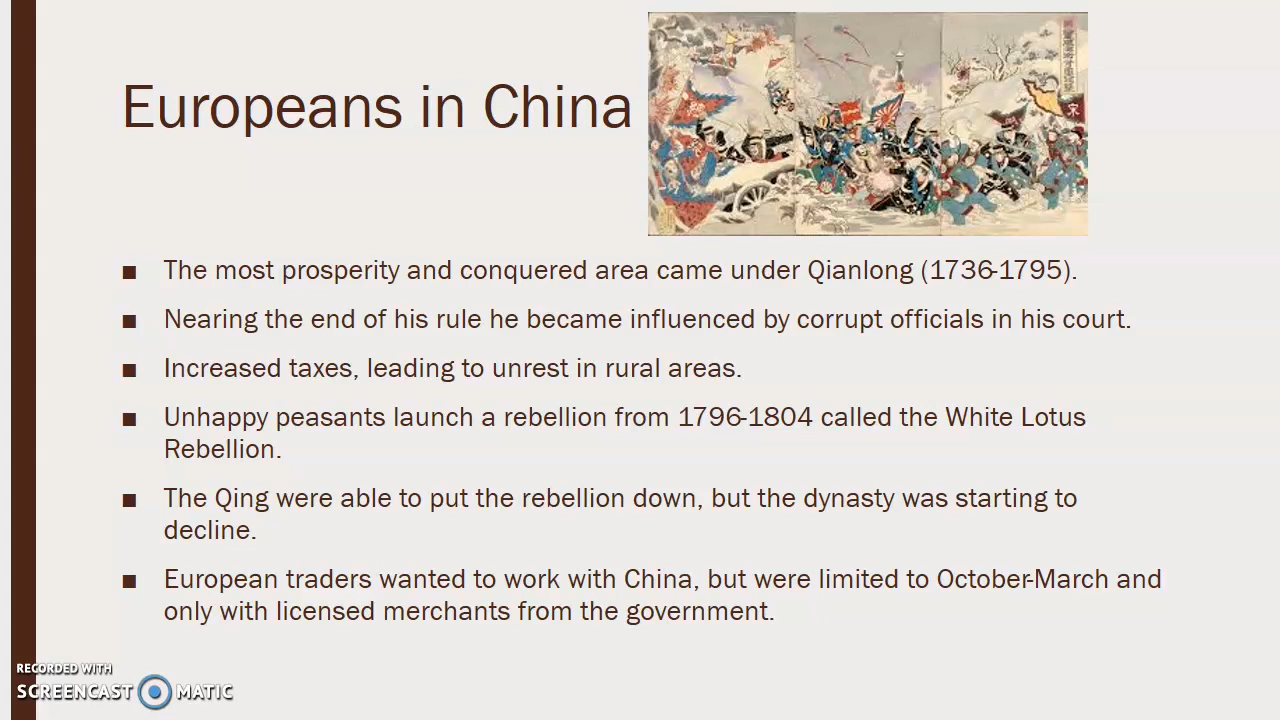 Europeans in China
■ The most prosperity and conquered area came under Qianlong (1736-1795).
■ Nearing the end of his rule he became influenced by corrupt officials in his court.
■ Increased taxes, leading to unrest in rural areas.
■ Unhappy peasants launch a rebellion from 1796-1804 called the White Lotus
Rebellion.
■ The Qing were able to put the rebellion down, but the dynasty was starting to
decline.
■ European traders wanted to work with China, but were limited to October-March and
only with licensed merchants from the government.
RECORDED WITH
SCREENCAST MATIC